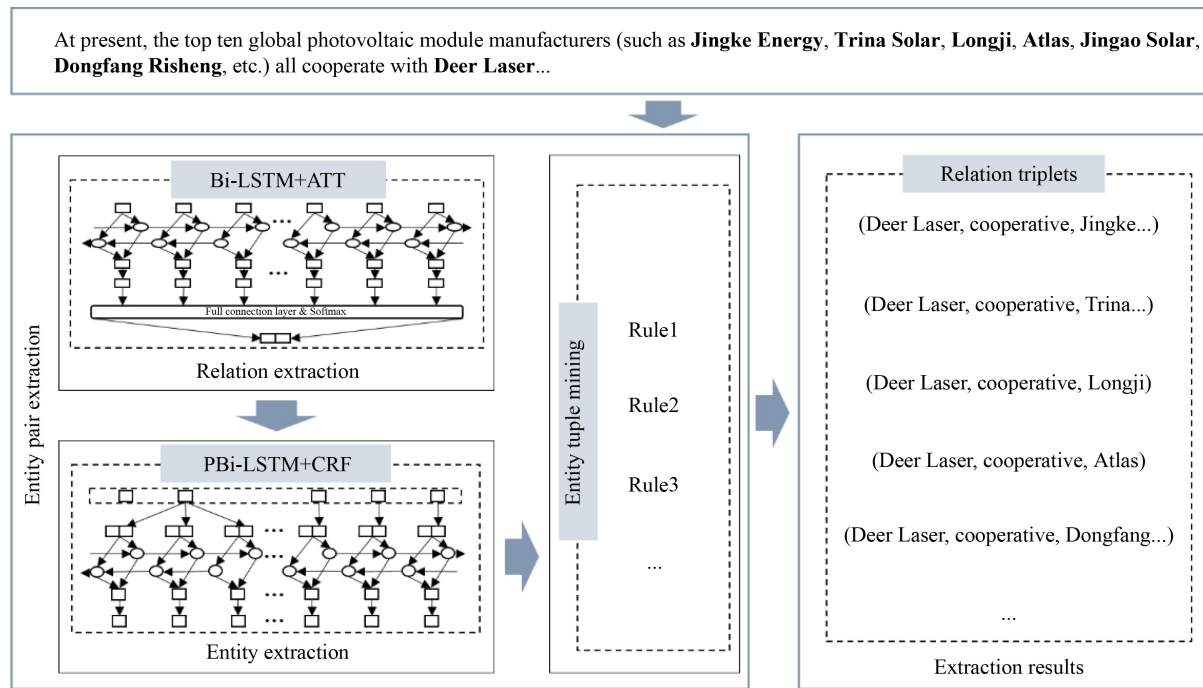 At present, the top ten global photovoltaic module manufacturers (such as Jingke Energy, Trina Solar, Longji, Atlas, Jingao Solar,
Dongfang Risheng, etc.) all cooperate with Deer Laser...
Entity pair extraction
Bi-LSTM+ATT
...
...
Full connection layer & Softmax
Relation extraction
PBi-LSTM+CRF
...
...
...
Entity extraction
Entity tuple mining
Rule1
Rule2
Rule3
...
Relation triplets
(Deer Laser, cooperative, Jingke...)
(Deer Laser, cooperative, Trina...)
(Deer Laser, cooperative, Longji)
(Deer Laser, cooperative, Atlas)
(Deer Laser, cooperative, Dongfang...)
...
Extraction results